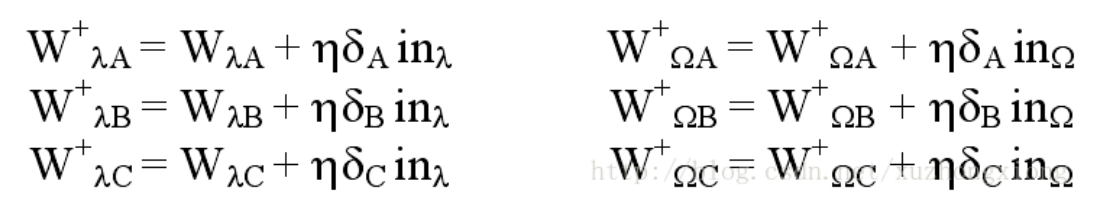 W⁺λA = WλA + ηδA inλ    W⁺ΩA = W⁺ΩA + ηδA inΩ
W⁺λB = WλB + ηδB inλ    W⁺ΩB = W⁺ΩB + ηδB inΩ
W⁺λC = WλC + ηδC inλ    W⁺ΩC = W⁺ΩC + ηδC inΩ